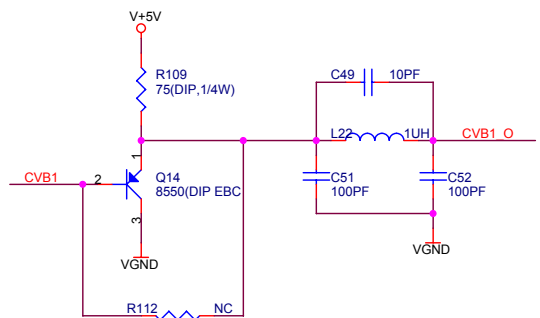 V+5V
R109
75(DIP,1/4W)
C49 10PF
L22 1UH CVB1_O
1
CVB1 2
Q14
8550(DIP EBC
3
C51
100PF
C52
100PF
VGND
VGND
R112 NC